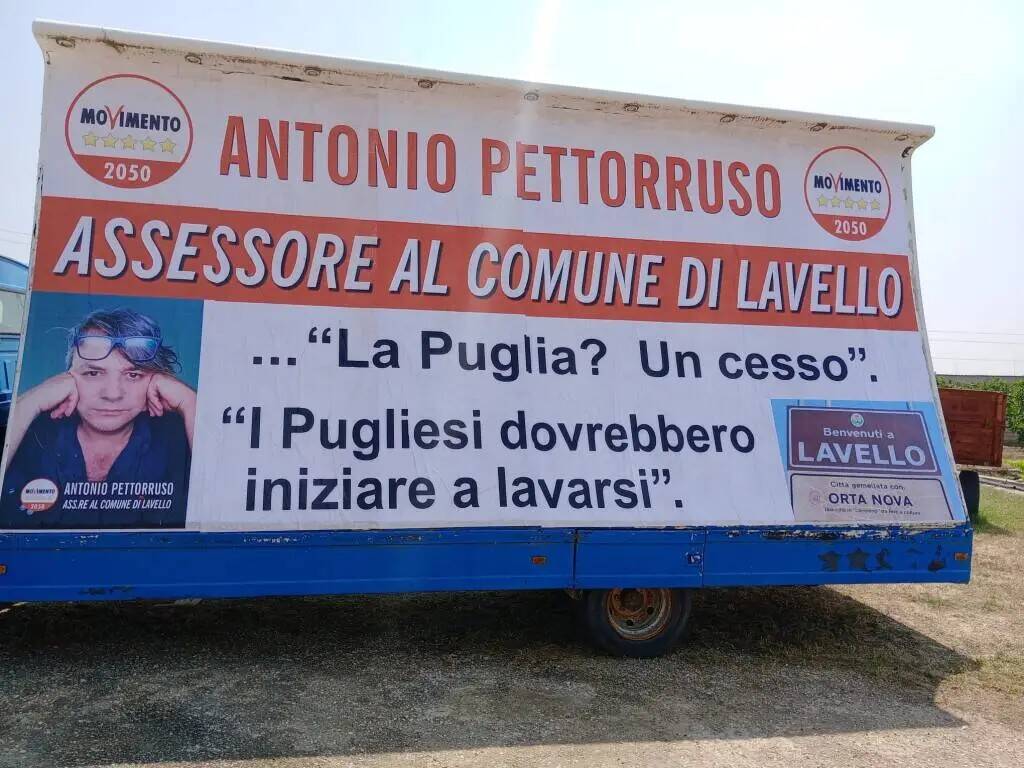 MOVIMENTO
2050
ANTONIO PETTORRUSO
MOVIMENTO
2050
ASSESSORE AL COMUNE DI LAVELLO
..."La Puglia? Un cesso".
"I Pugliesi dovrebbero
iniziare a lavarsi".
MOVIMENTO
2050
ANTONIO PETTORRUSO
ASS.RE AL COMUNE DI LAVELLO
Benvenuti a
LAVELLO
Città gemellata con:
ORTA NOVA